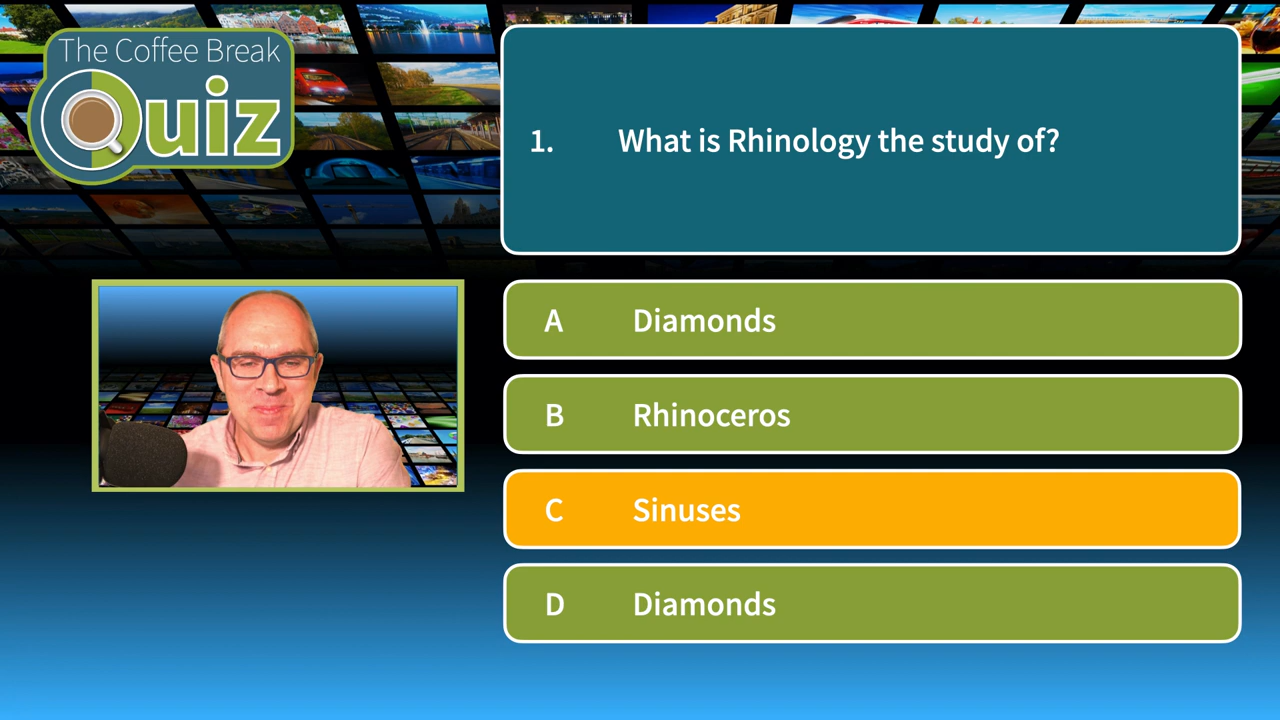 The Coffee Break
Quiz
1. What is Rhinology the study of?
A Diamonds
B Rhinoceros
C Sinuses
D Diamonds